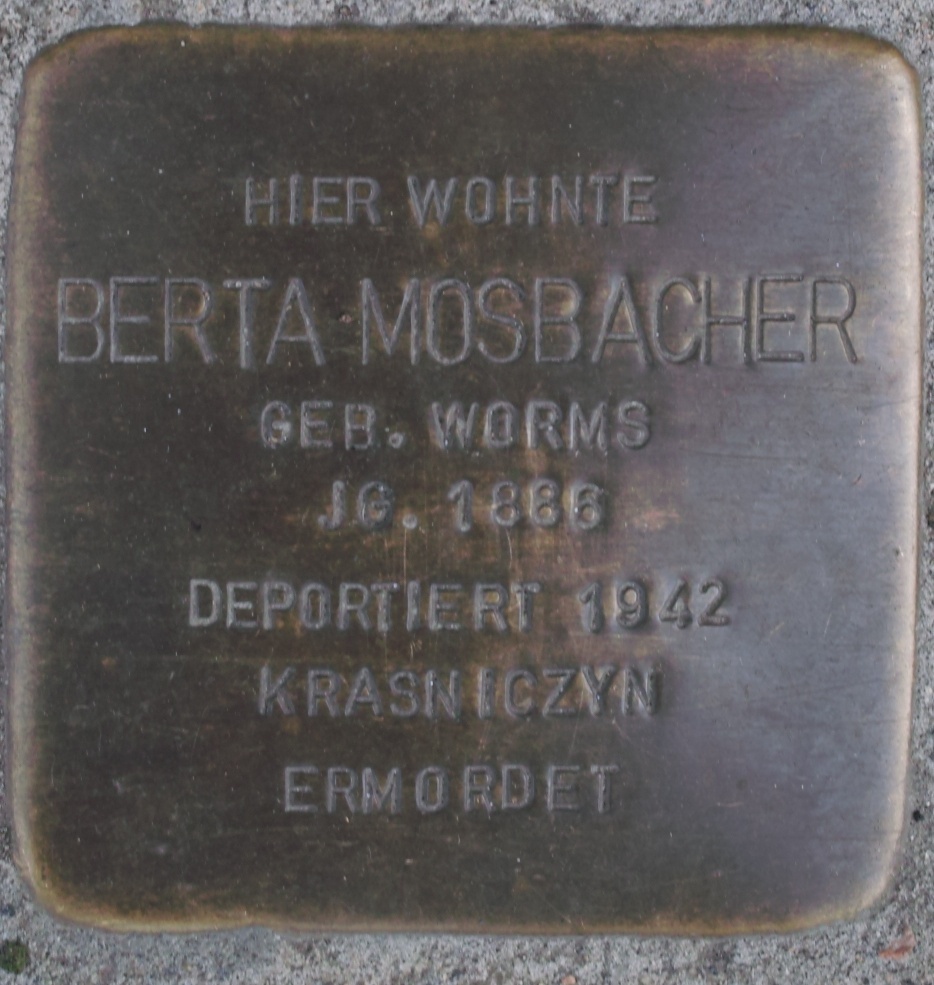 HIER WOHNTE
BERTA MOSBACHER
GEB. WORMS
JG. 1886
DEPORTIERT 1942
KRASNICZYN
ERMORDET